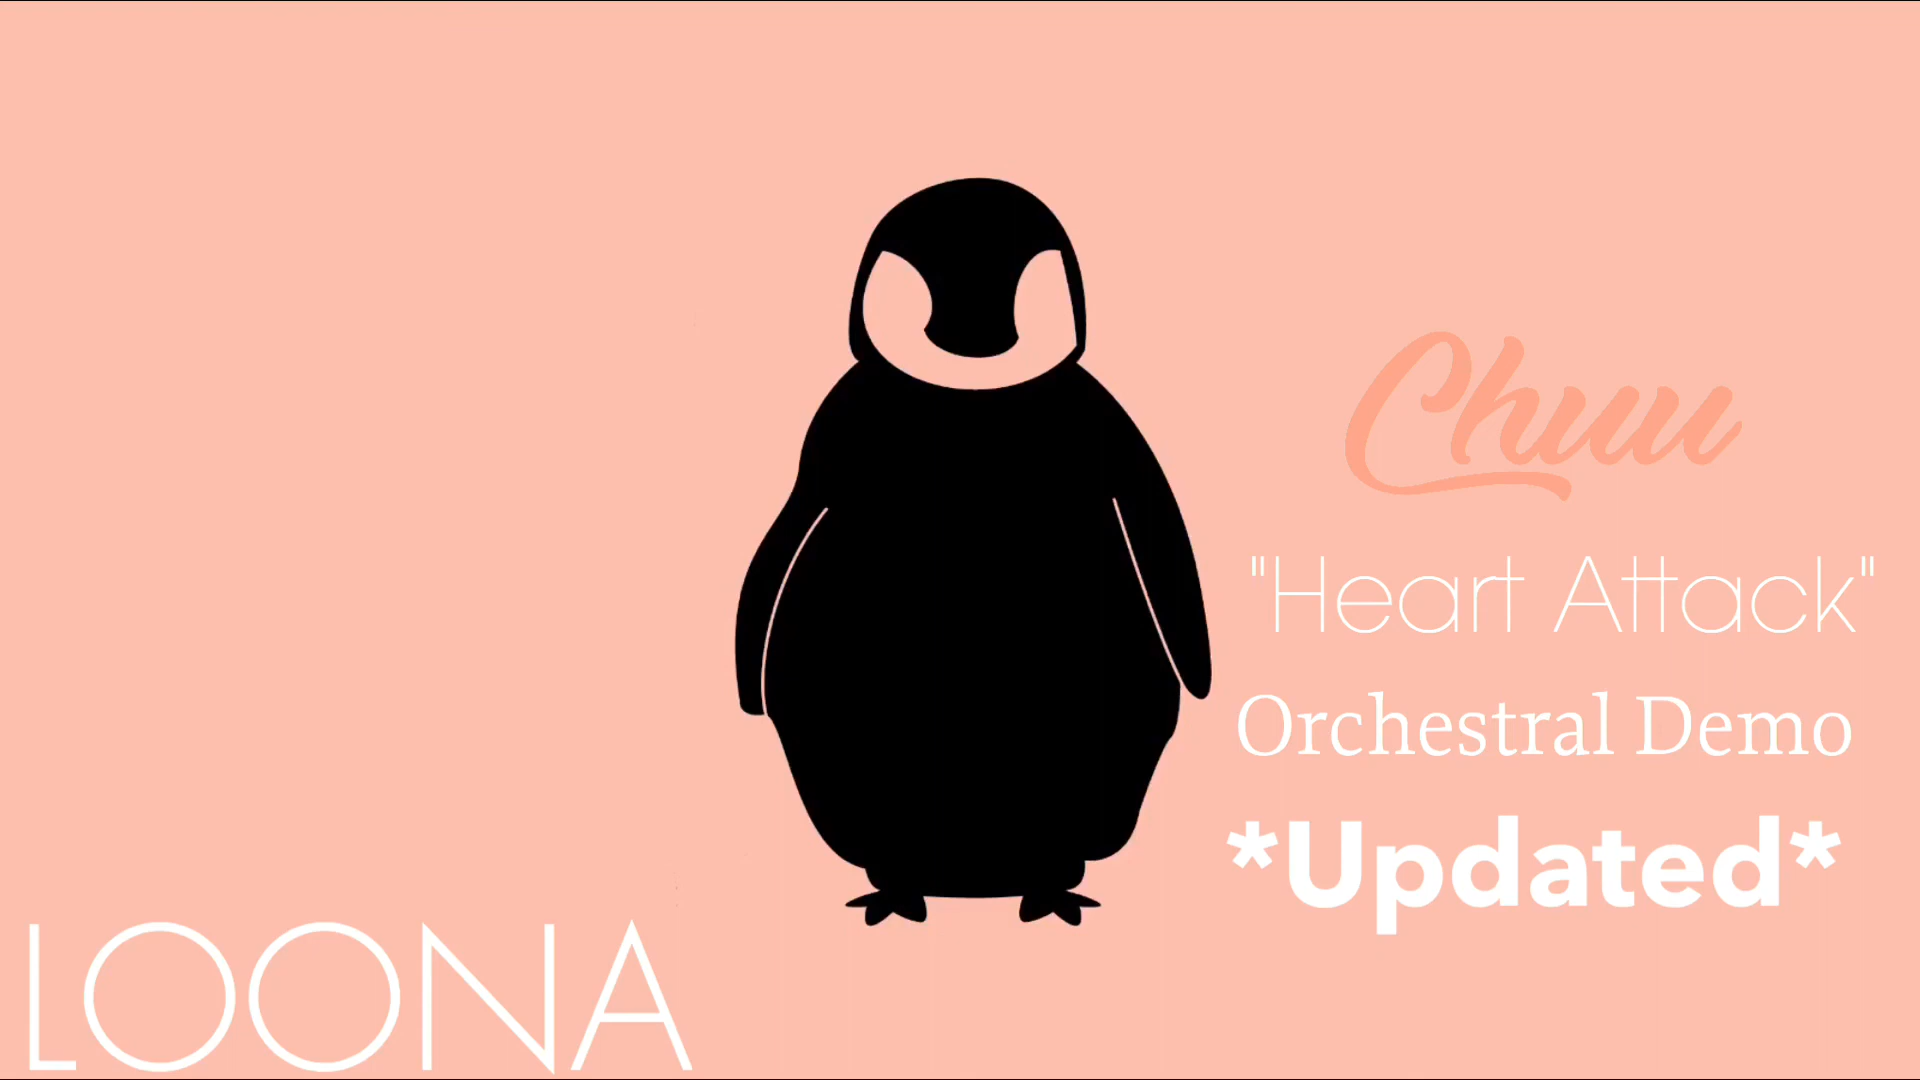 Chuu
"Heart Attack"
Orchestral Demo
*Updated*
LOONA